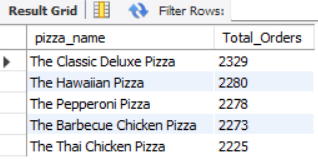 Result Grid Filter Rows:
pizza_name Total_Orders
The Classic Deluxe Pizza 2329
The Hawaiian Pizza 2280
The Pepperoni Pizza 2278
The Barbecue Chicken Pizza 2273
The Thai Chicken Pizza 2225